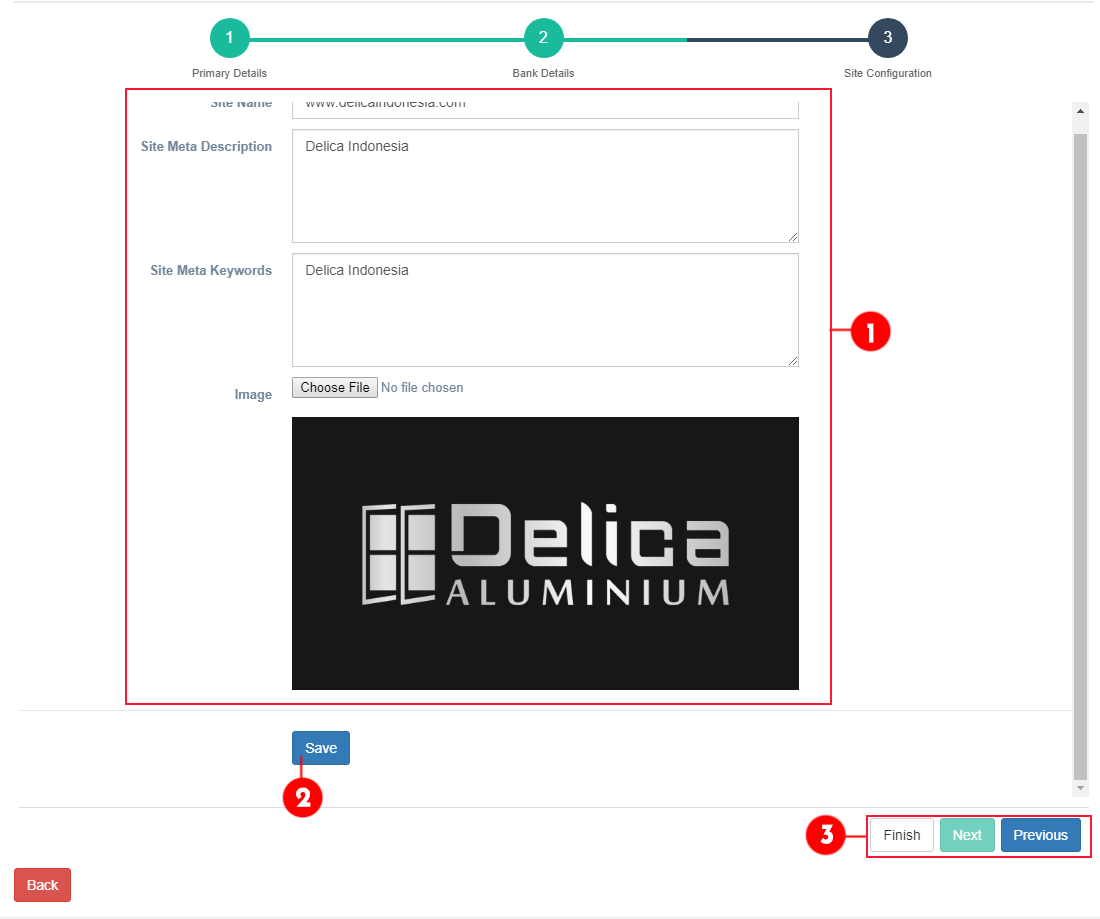 1 2 3
Primary Details Bank Details Site Configuration
Site Name www.delicaindonesia.com
Site Meta Description Delica Indonesia
Site Meta Keywords Delica Indonesia
1
Image Choose File No file chosen
Delica
ALUMINIUM
Save
2
3 Finish Next Previous
Back